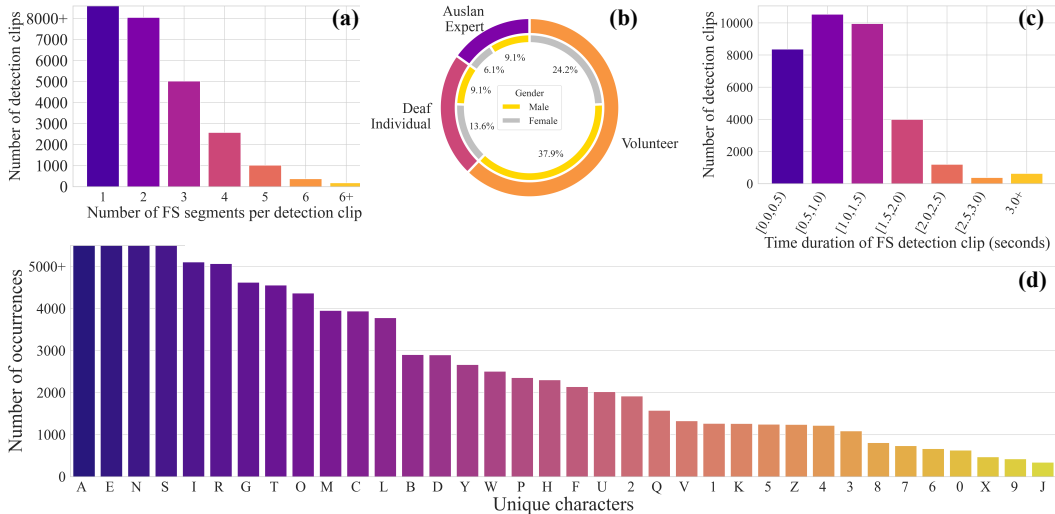 (a)
Number of detection clips
8000+
7000
6000
5000
4000
3000
2000
1000
0
1 2 3 4 5 6 6+
Number of FS segments per detection clip
(b)
Auslan
Expert
Deaf
Individual
Volunteer
9.1%
6.1%
24.2%
9.1%
13.6%
37.9%
Gender
Male
Female
(c)
Number of detection clips
10000
8000
6000
4000
2000
0
[0.0,0.5) [0.5,1.0) [1.0,1.5) [1.5,2.0) [2.0,2.5) [2.5,3.0) 3.0+
Time duration of FS detection clip (seconds)
(d)
Number of occurrences
5000+
4000
3000
2000
1000
0
A E N S I R G T O M C L B D Y W P H F U 2 Q V 1 K 5 Z 4 3 8 7 6 0 X 9 J
Unique characters